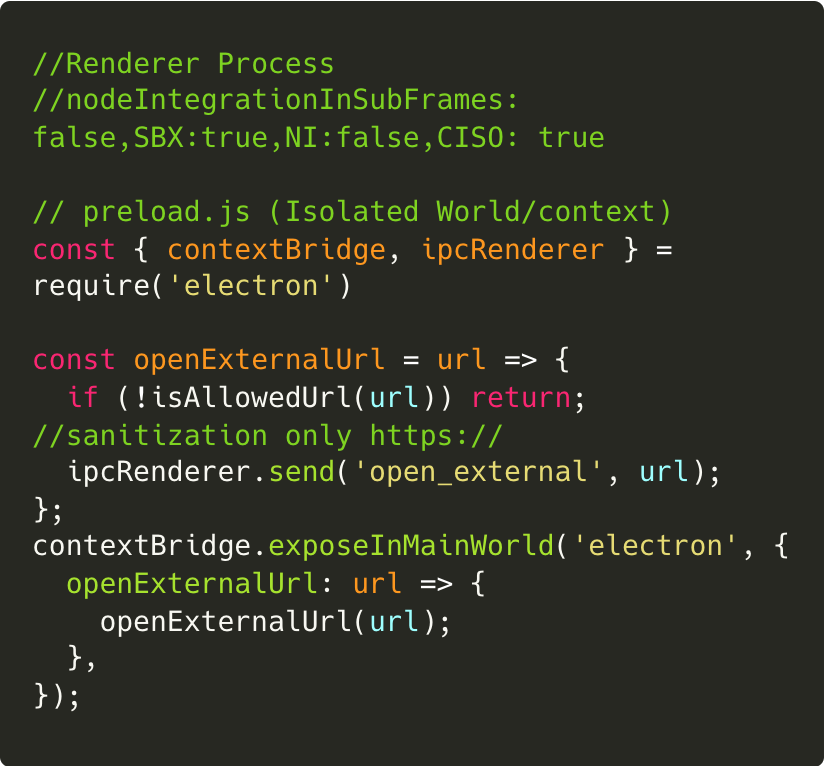 //Renderer Process
//nodeIntegrationInSubFrames:
false,SBX:true,NI:false,CISO: true
// preload.js (Isolated World/context)
const { contextBridge, ipcRenderer } =
require('electron')
const openExternalUrl = url => {
  if (!isAllowedUrl(url)) return;
//sanitization only https://
  ipcRenderer.send('open_external', url);
};
contextBridge.exposeInMainWorld('electron', {
  openExternalUrl: url => {
    openExternalUrl(url);
  },
});